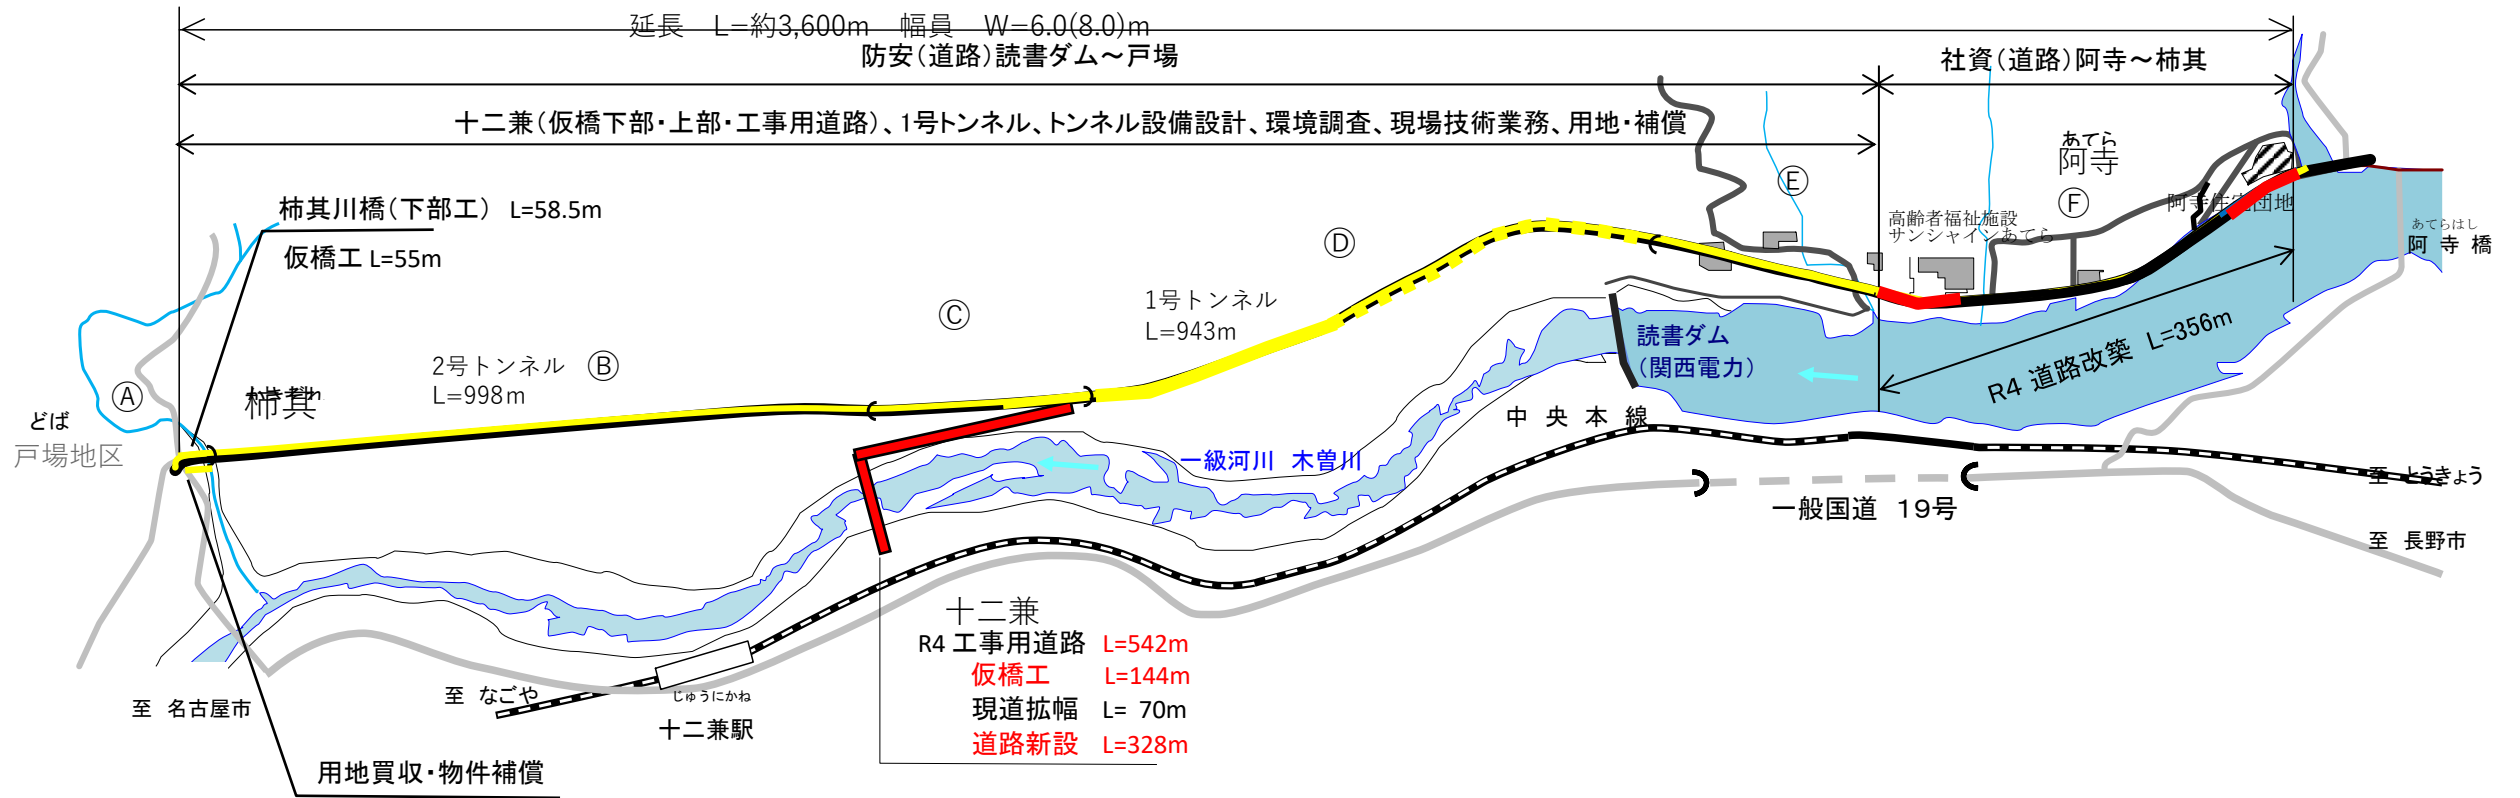 延長　L=約3,600m　幅員　W=6.0(8.0)m
防安（道路）読書ダム～戸場
社資（道路）阿寺～柿其
十二兼（仮橋下部・上部・工事用道路）、1号トンネル、トンネル設備設計、環境調査、現場技術業務、用地・補償
あてら
阿寺
Ⓔ
Ⓕ
阿寺住宅団地
高齢者福祉施設
サンシャインあてら
あてらはし
阿寺橋
柿其川橋（下部工） L=58.5m
仮橋工 L=55m
Ⓓ
Ⓒ
1号トンネル
L=943m
読書ダム
（関西電力）
R4 道路改築 L=356m
2号トンネル
L=998m
Ⓑ
Ⓐ
柿其
どば
戸場地区
中央本線
一級河川　木曽川
一般国道　19号
至　とうきょう
至　長野市
十二兼
R4 工事用道路 L=542m
仮橋工 L=144m
現道拡幅 L= 70m
道路新設 L=328m
至　なごや
至　名古屋市
じゅうにかね
十二兼駅
用地買収・物件補償